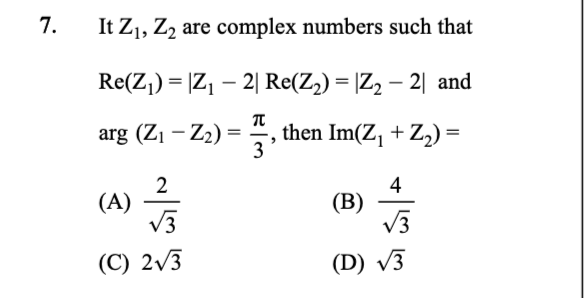 7. It Z₁, Z₂ are complex numbers such that
Re(Z₁) = |Z₁ – 2| Re(Z₂) = |Z₂ – 2| and
arg (Z₁ – Z₂) = π/3, then Im(Z₁ + Z₂) =
(A) 2/√3 (B) 4/√3
(C) 2√3 (D) √3